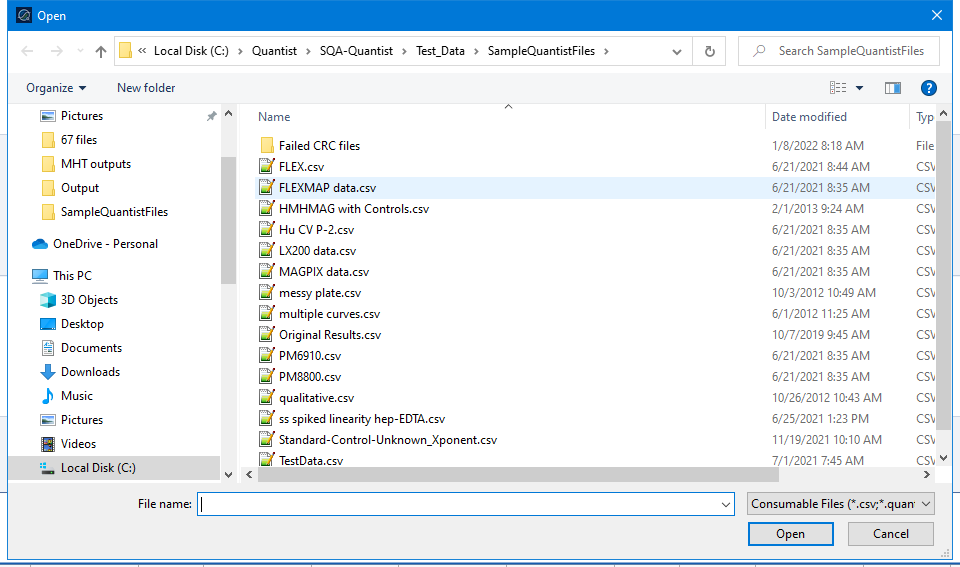 Open
« Local Disk (C:) > Quantist > SQA-Quantist > Test_Data > SampleQuantistFiles >
Search SampleQuantistFiles
Organize
New folder
Pictures
67 files
MHT outputs
Output
SampleQuantistFiles
OneDrive - Personal
This PC
3D Objects
Desktop
Documents
Downloads
Music
Pictures
Videos
Local Disk (C:)
Name Date modified Typ
Failed CRC files 1/8/2022 8:18 AM File
FLEX.csv 6/21/2021 8:44 AM CSV
FLEXMAP data.csv 6/21/2021 8:35 AM CSV
HMHMAG with Controls.csv 2/1/2013 9:24 AM CSV
Hu CV P-2.csv 6/21/2021 8:35 AM CSV
LX200 data.csv 6/21/2021 8:35 AM CSV
MAGPIX data.csv 6/21/2021 8:35 AM CSV
messy plate.csv 10/3/2012 10:49 AM CSV
multiple curves.csv 6/1/2012 11:25 AM CSV
Original Results.csv 10/7/2019 9:45 AM CSV
PM6910.csv 6/21/2021 8:35 AM CSV
PM8800.csv 6/21/2021 8:35 AM CSV
qualitative.csv 10/26/2012 10:43 AM CSV
ss spiked linearity hep-EDTA.csv 6/25/2021 1:23 PM CSV
Standard-Control-Unknown_Xponent.csv 11/19/2021 10:10 AM CSV
TestData.csv 7/1/2021 7:45 AM CSV
File name:
Consumable Files (*.csv;*.quan
Open
Cancel